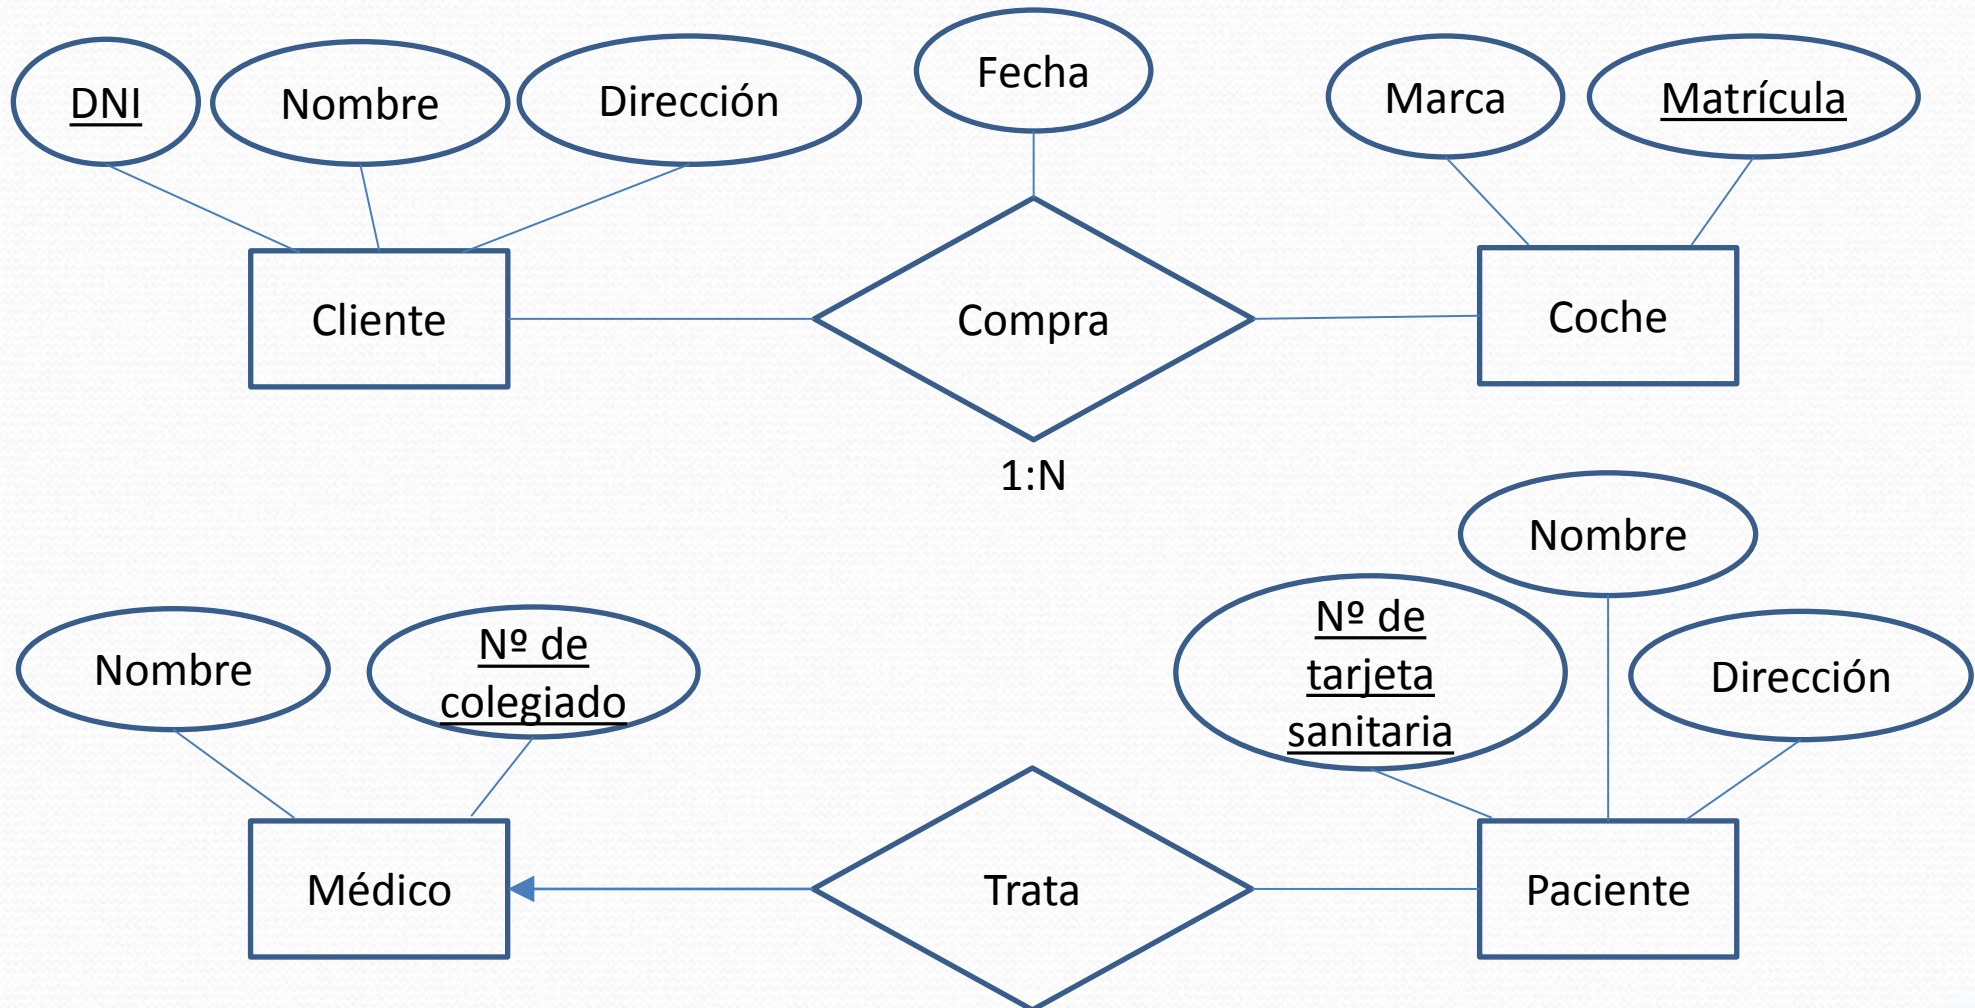 DNI
Nombre
Dirección
Fecha
Marca
Matrícula
Cliente
Compra
Coche
1:N
Nombre
Nº de
colegiado
Nº de
tarjeta
sanitaria
Nombre
Dirección
Médico
Trata
Paciente